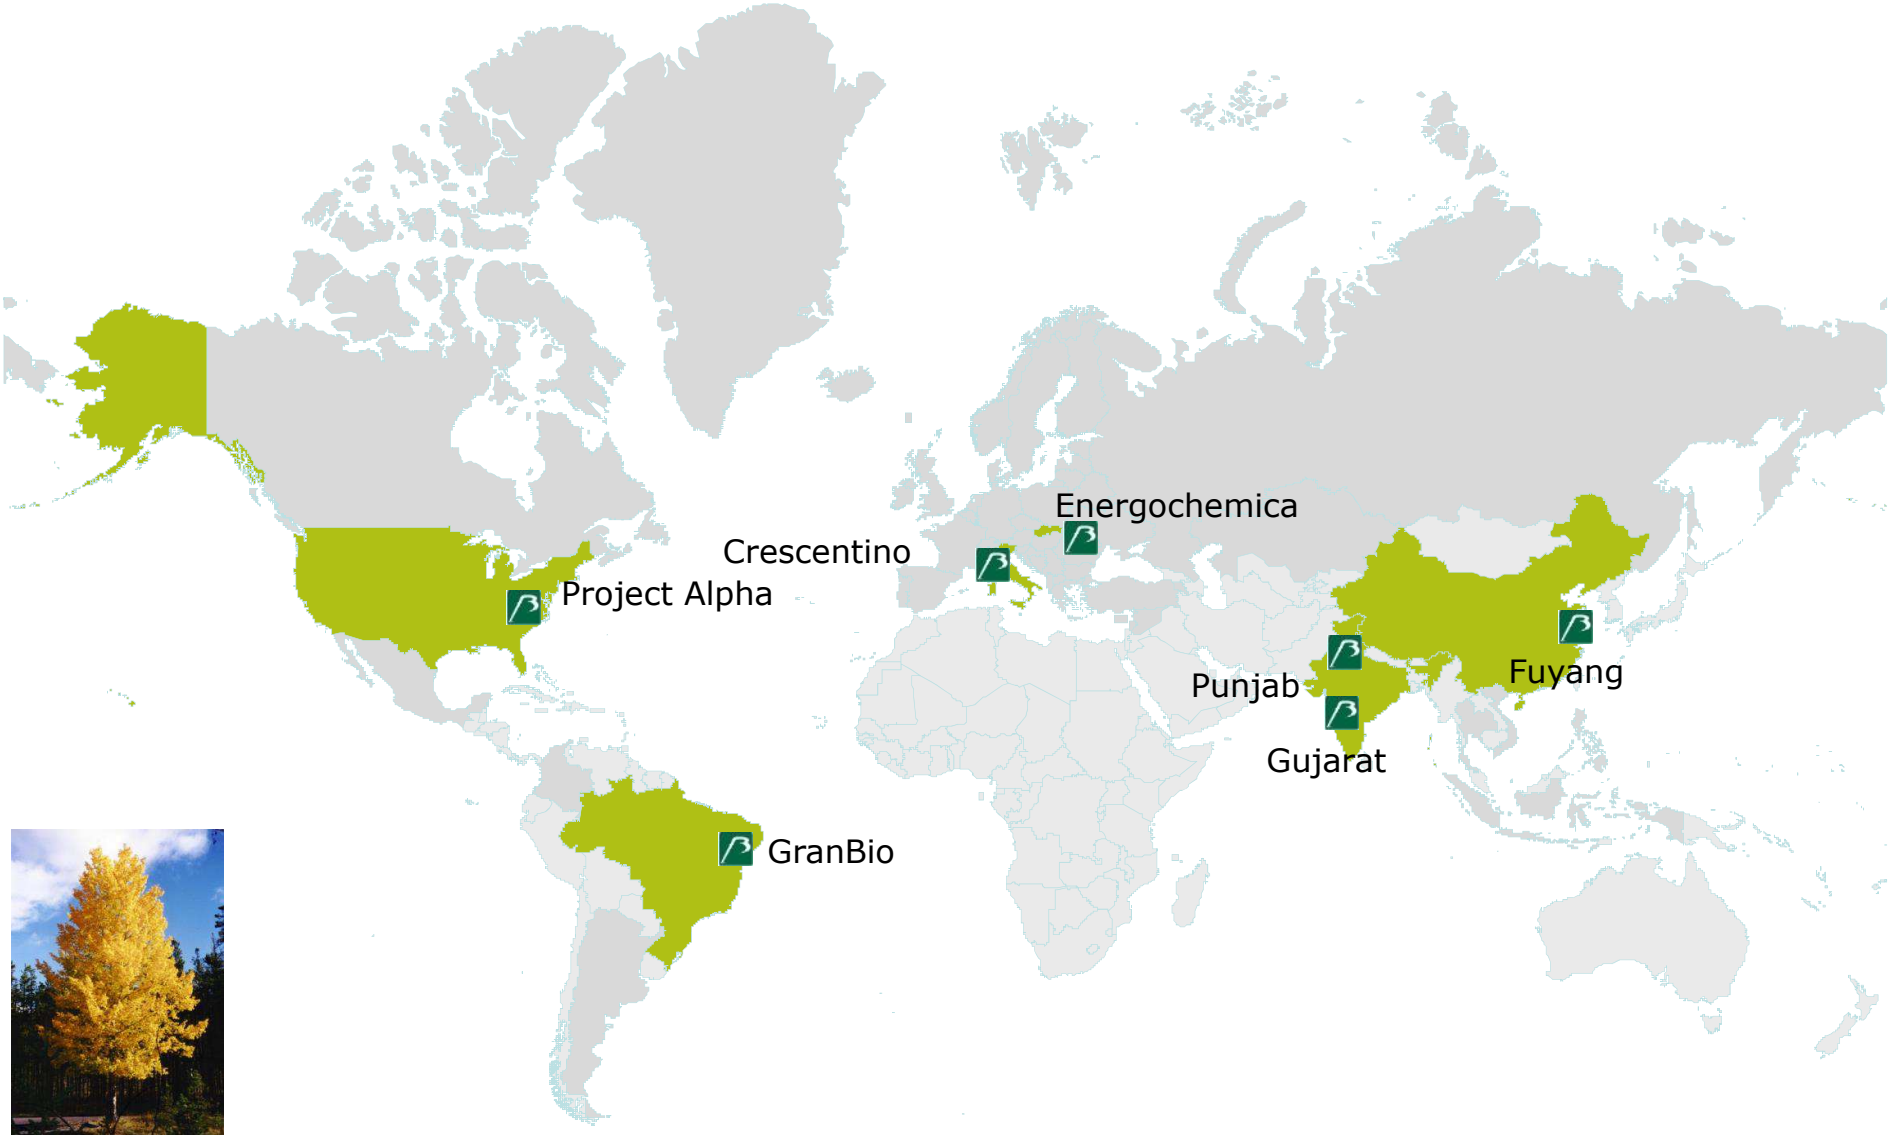 Energochemica
Crescentino
Project Alpha
Fuyang
Punjab
Gujarat
GranBio